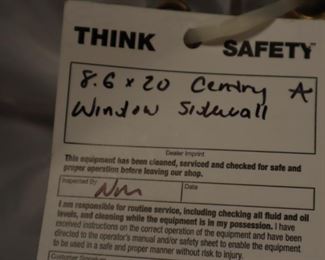 THINK SAFETY™
8.6 x 20 Century A
Window Sidewall
Dealer Imprint
This equipment has been cleaned, serviced and checked for safe and
proper operation before leaving our shop.
Inspected By
Date
I am responsible for routine service, including checking all fluid and oil
levels, and cleaning while the equipment is in my possession. I have
received instructions on the correct operation of the equipment and have been
directed to the operator's manual and/or safety sheet to enable the equipment
to be used in a safe and proper manner without risk to injury.